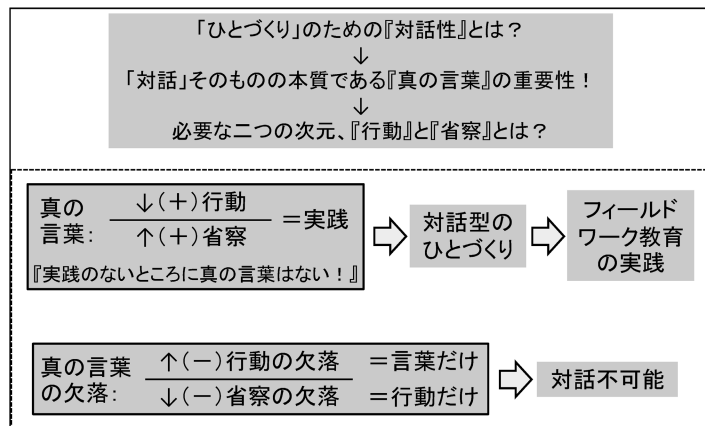 「ひとづくり」のための『対話性』とは？
↓
「対話」そのものの本質である『真の言葉』の重要性！
↓
必要な二つの次元、『行動』と『省察』とは？
真の
言葉：
↓（＋）行動
↑（＋）省察
＝実践
『実践のないところに真の言葉はない！』
対話型の
ひとづくり
フィールド
ワーク教育
の実践
真の言葉
の欠落：
↑（－）行動の欠落 ＝言葉だけ
↓（－）省察の欠落 ＝行動だけ
対話不可能